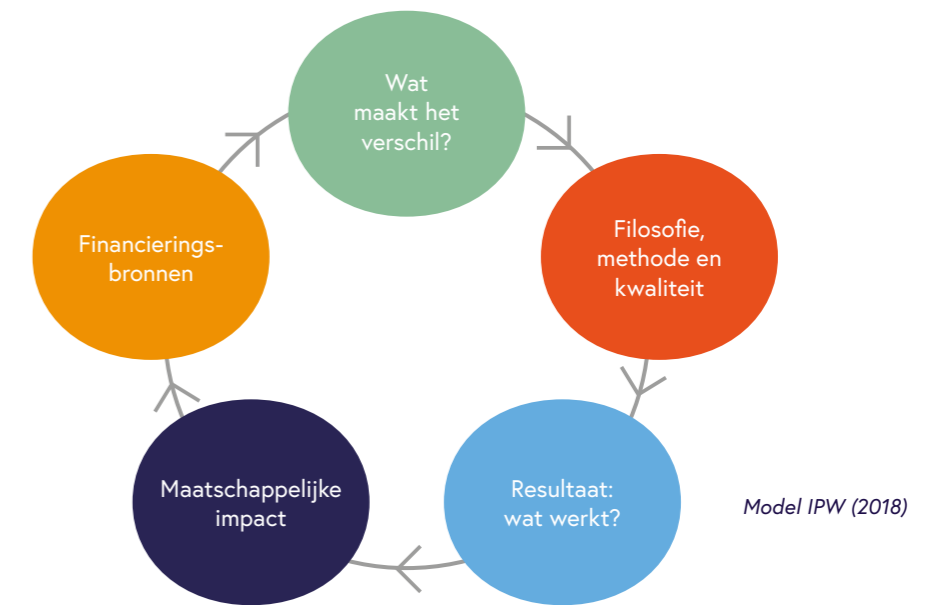 Wat
maakt het
verschil?
Filosofie,
methode en
kwaliteit
Resultaat:
wat werkt?
Maatschappelijke
impact
Financierings-
bronnen
Model IPW (2018)